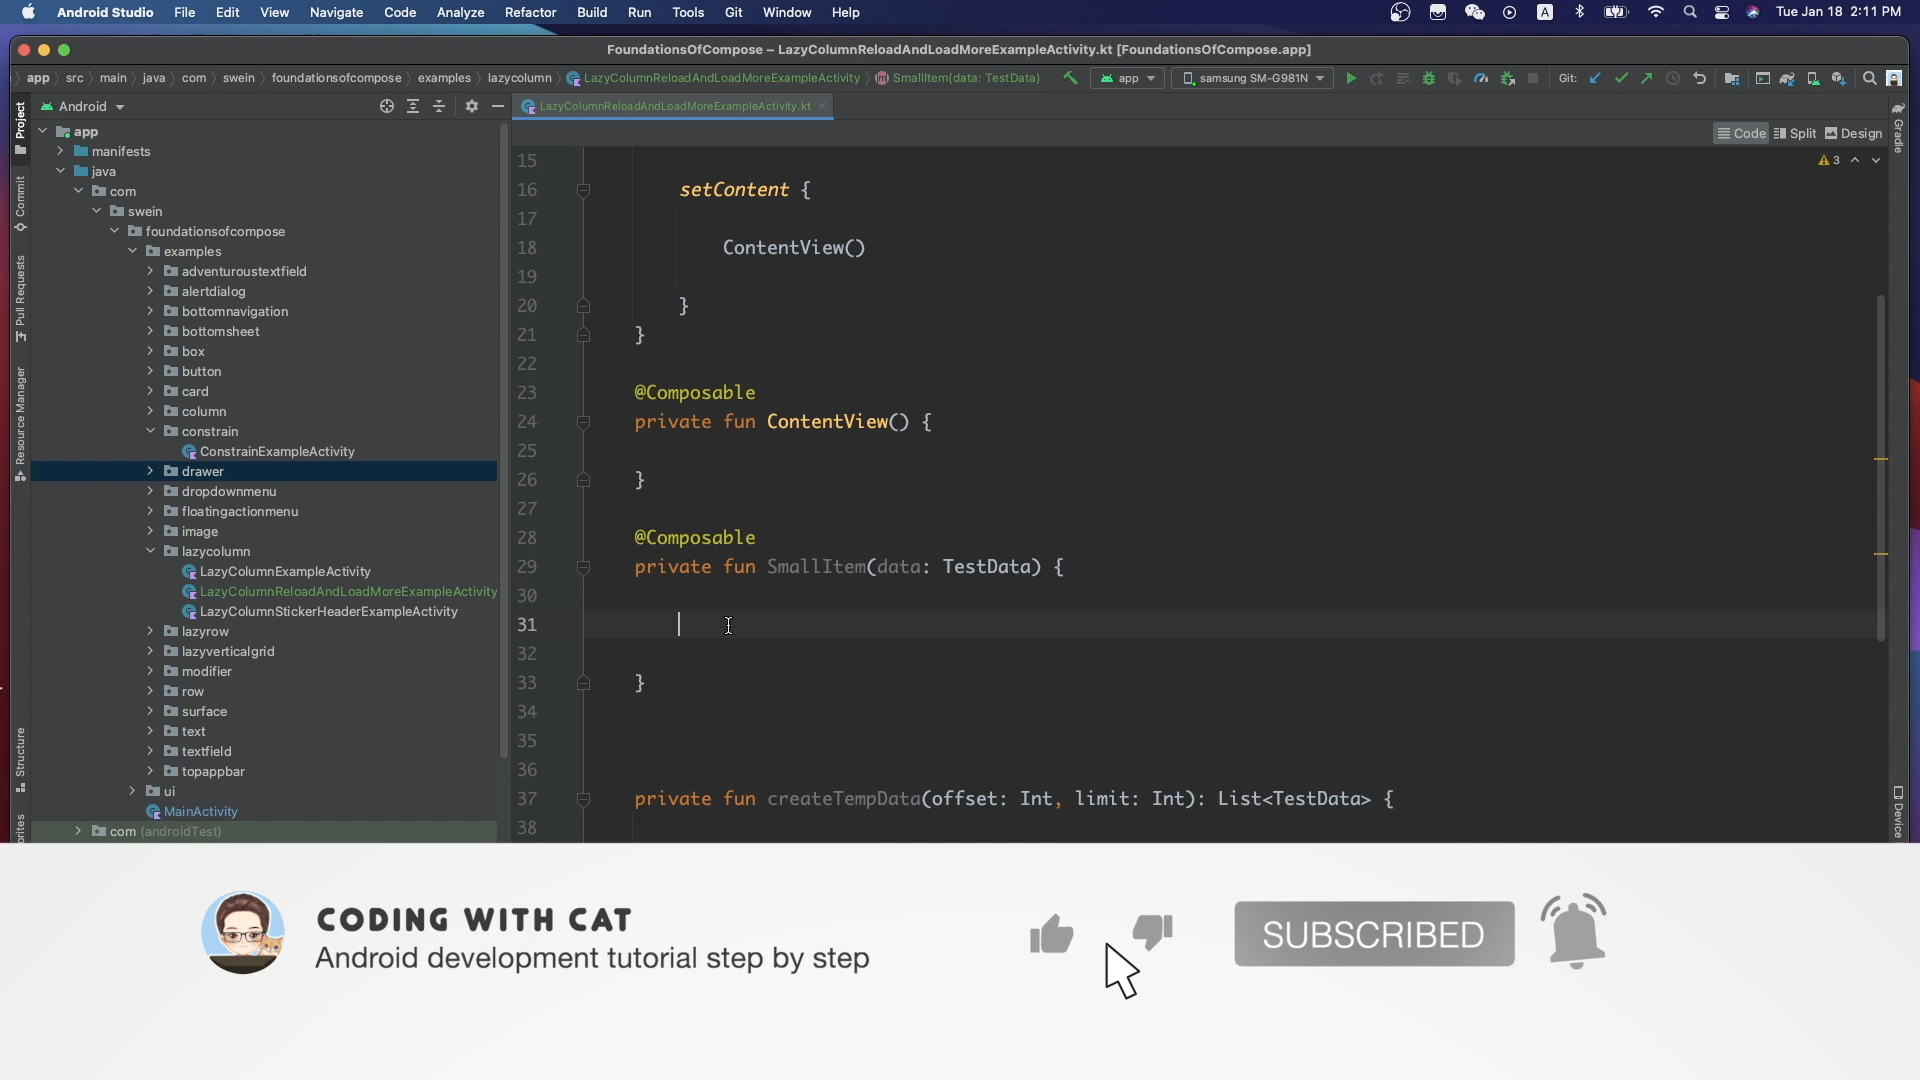 Android Studio File Edit View Navigate Code Analyze Refactor Build Run Tools Git Window Help A Tue Jan 18 2:11 PM
FoundationsOfCompose – LazyColumnReloadAndLoadMoreExampleActivity.kt [FoundationsOfCompose.app]
app src main java com swein foundationsofcompose examples lazycolumn LazyColumnReloadAndLoadMoreExampleActivity SmallItem(data: TestData) app samsung SM-G981N Git:
Android
LazyColumnReloadAndLoadMoreExampleActivity.kt
Code Split Design
3
Project
Commit
Pull Requests
Resource Manager
Structure
app
manifests
java
com
swein
foundationsofcompose
examples
adventuroustextfield
alertdialog
bottomnavigation
bottomsheet
box
button
card
column
constrain
ConstrainExampleActivity
drawer
dropdownmenu
floatingactionmenu
image
lazycolumn
LazyColumnExampleActivity
LazyColumnReloadAndLoadMoreExampleActivity
LazyColumnStickerHeaderExampleActivity
lazyrow
lazyverticalgrid
modifier
row
surface
text
textfield
topappbar
ui
MainActivity
com (androidTest)
15
16 setContent {
17
18 ContentView()
19
20 }
21 }
22
23 @Composable
24 private fun ContentView() {
25
26 }
27
28 @Composable
29 private fun SmallItem(data: TestData) {
30
31
32
33 }
34
35
36
37 private fun createTempData(offset: Int, limit: Int): List<TestData> {
38
Gradle
Device
CODING WITH CAT
Android development tutorial step by step
SUBSCRIBED